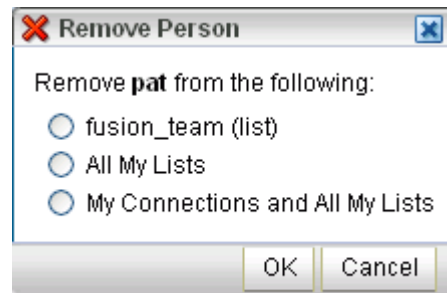 Remove Person
Remove pat from the following:
fusion_team (list)
All My Lists
My Connections and All My Lists
OK Cancel